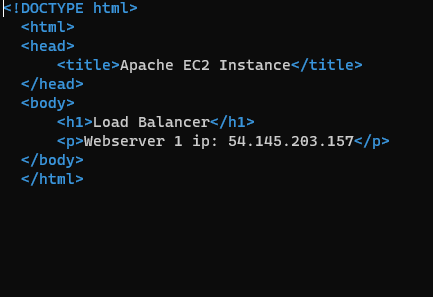 <!DOCTYPE html>
<html>
<head>
<title>Apache EC2 Instance</title>
</head>
<body>
<h1>Load Balancer</h1>
<p>Webserver 1 ip: 54.145.203.157</p>
</body>
</html>